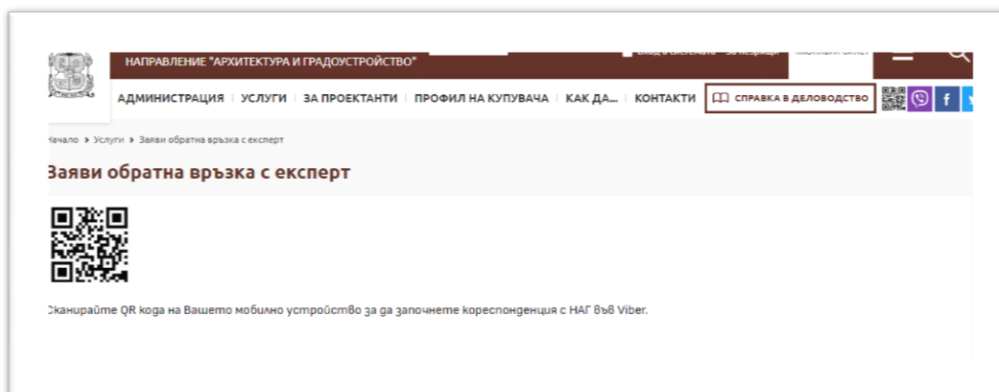 НАПРАВЛЕНИЕ "АРХИТЕКТУРА И ГРАДОУСТРОЙСТВО"
АДМИНИСТРАЦИЯ УСЛУГИ ЗА ПРОЕКТАНТИ ПРОФИЛ НА КУПУВАЧА КАК ДА... КОНТАКТИ СПРАВКА В ДЕЛОВОДСТВО
Начало Услуги Заяви обратна връзка с експерт
Заяви обратна връзка с експерт
Сканирайте QR кода на Вашето мобилно устройство за да започнете кореспонденция с НАГ във Viber.